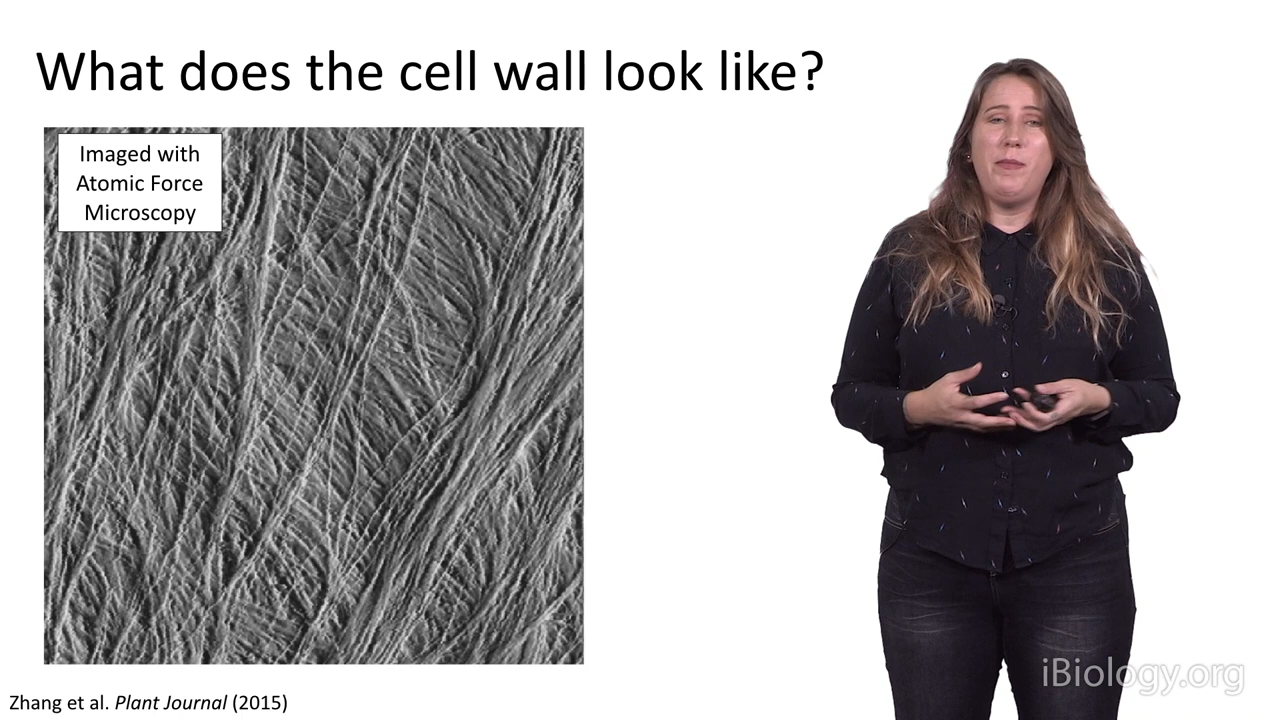 What does the cell wall look like?
Imaged with
Atomic Force
Microscopy
Zhang et al. Plant Journal (2015)
iBiology.org